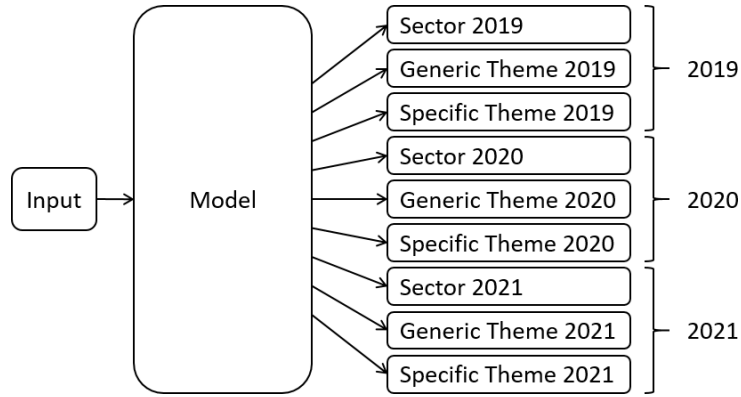 Input
Model
Sector 2019
Generic Theme 2019
Specific Theme 2019
2019
Sector 2020
Generic Theme 2020
Specific Theme 2020
2020
Sector 2021
Generic Theme 2021
Specific Theme 2021
2021